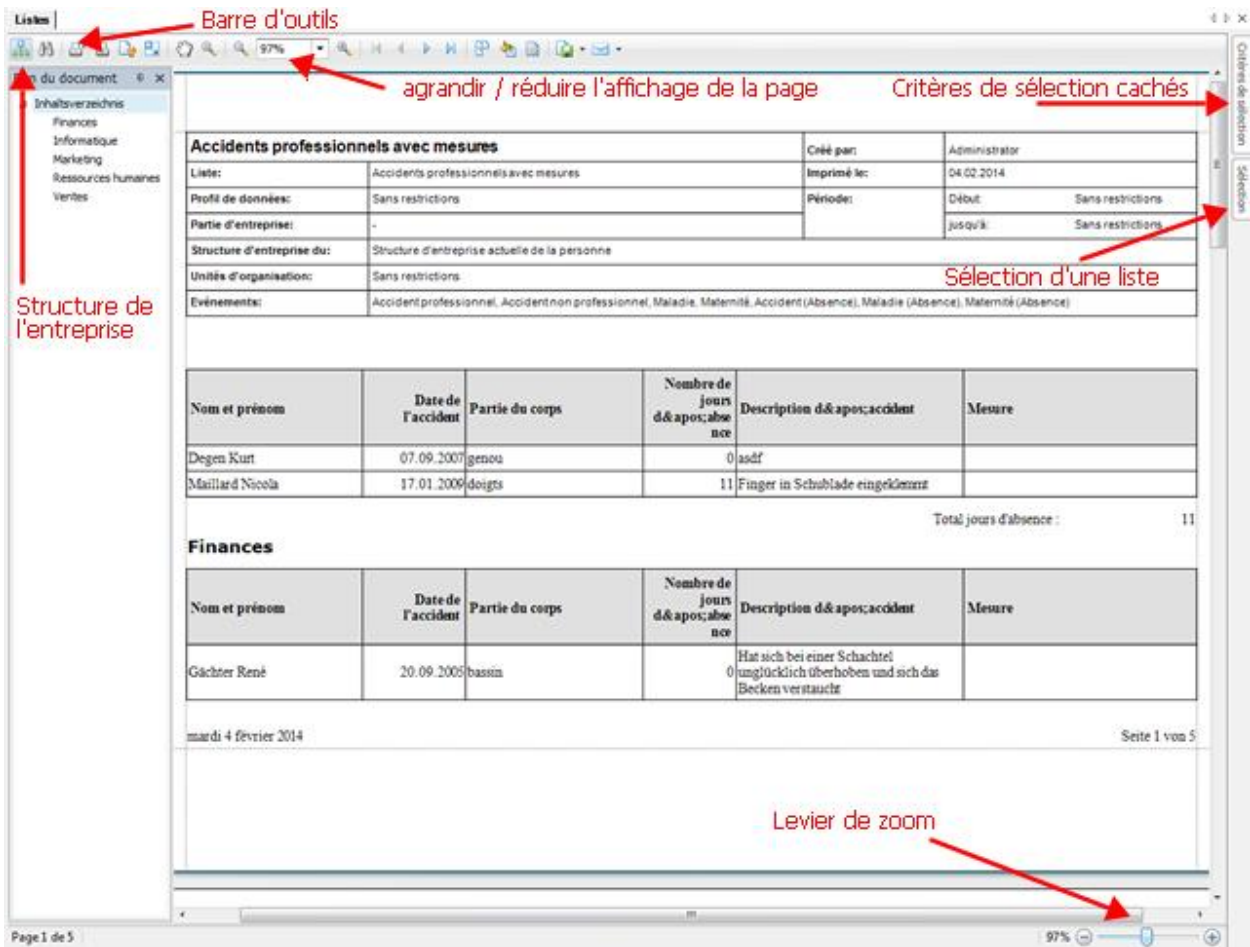 Listes
Barre d'outils
97%
agrandir / réduire l'affichage de la page
Critères de sélection cachés
Critères de sélection
Sélection
du document
Inhaltsverzeichnis
Finances
Informatique
Marketing
Ressources humaines
Ventes
Structure de
l'entreprise
Accidents professionnels avec mesures
Créé par: Administrator
Liste: Accidents professionnels avec mesures Imprimé le: 04.02.2014
Profil de données: Sans restrictions Période: Début: Sans restrictions
Partie d'entreprise: - jusqu'à: Sans restrictions
Structure d'entreprise du: Structure d'entreprise actuelle de la personne
Unités d'organisation: Sans restrictions
Sélection d'une liste
Evénements: Accident professionnel, Accident non professionnel, Maladie, Maternité, Accident (Absence), Maladie (Absence), Maternité (Absence)
Nom et prénom Date de l'accident Partie du corps Nombre de jours d&apos;abse nce Description d&apos;accident Mesure
Degen Kurt 07.09.2007 genou 0 asdf
Maillard Nicola 17.01.2009 doigts 11 Finger in Schublade eingeklemmt
Total jours d'absence : 11
Finances
Nom et prénom Date de l'accident Partie du corps Nombre de jours d&apos;abse nce Description d&apos;accident Mesure
Gächter René 20.09.2005 bassin 0 Hat sich bei einer Schachtel
unglücklich überhoben und sich das
Becken verstaucht
mardi 4 février 2014 Seite 1 von 5
Levier de zoom
Page 1 de 5 97%